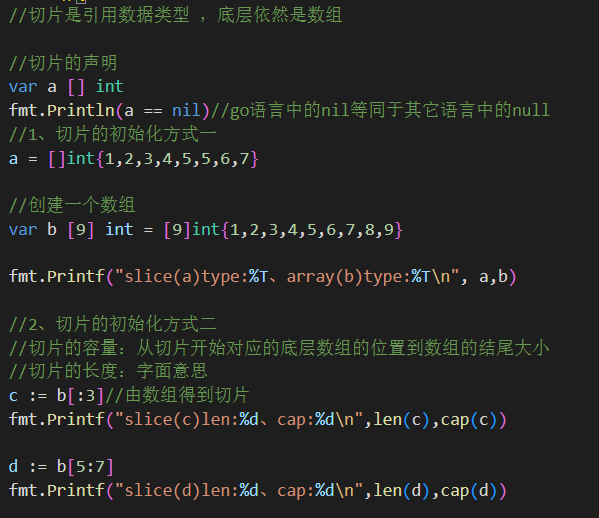 //切片是引用数据类型 ，底层依然是数组
//切片的声明
var a [] int
fmt.Println(a == nil)//go语言中的nil等同于其它语言中的null
//1、切片的初始化方式一
a = []int{1,2,3,4,5,5,6,7}
//创建一个数组
var b [9] int = [9]int{1,2,3,4,5,6,7,8,9}
fmt.Printf("slice(a)type:%T、array(b)type:%T\n", a,b)
//2、切片的初始化方式二
//切片的容量：从切片开始对应的底层数组的位置到数组的结尾大小
//切片的长度：字面意思
c := b[:3]//由数组得到切片
fmt.Printf("slice(c)len:%d、cap:%d\n",len(c),cap(c))
d := b[5:7]
fmt.Printf("slice(d)len:%d、cap:%d\n",len(d),cap(d))